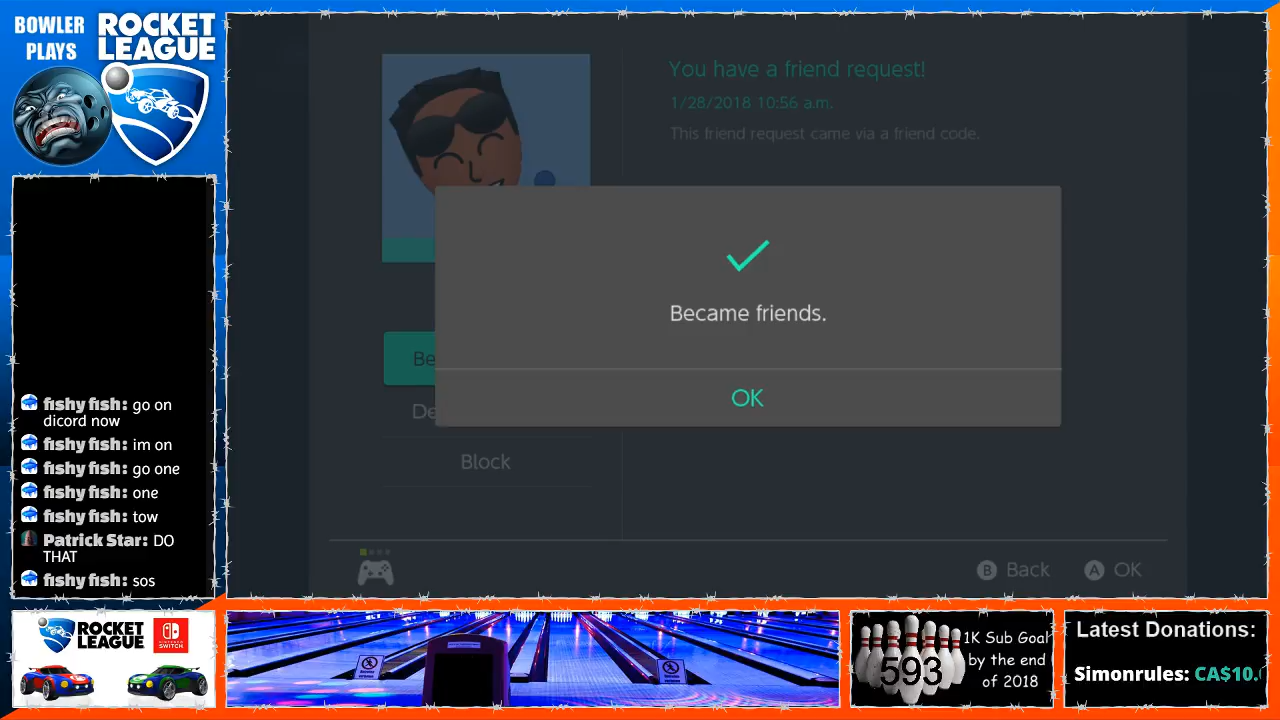 BOWLER
PLAYS
ROCKET
LEAGUE
You have a friend request!
1/28/2018 10:56 a.m.
This friend request came via a friend code.
Became friends.
OK
Be
De
Block
B Back
A OK
fishy fish: go on
dicord now
fishy fish: im on
fishy fish: go one
fishy fish: one
fishy fish: tow
Patrick Star: DO
THAT
fishy fish: sos
ROCKET
LEAGUE
NINTENDO
SWITCH
593
1K Sub Goal
by the end
of 2018
Latest Donations:
Simonrules: CA$10.